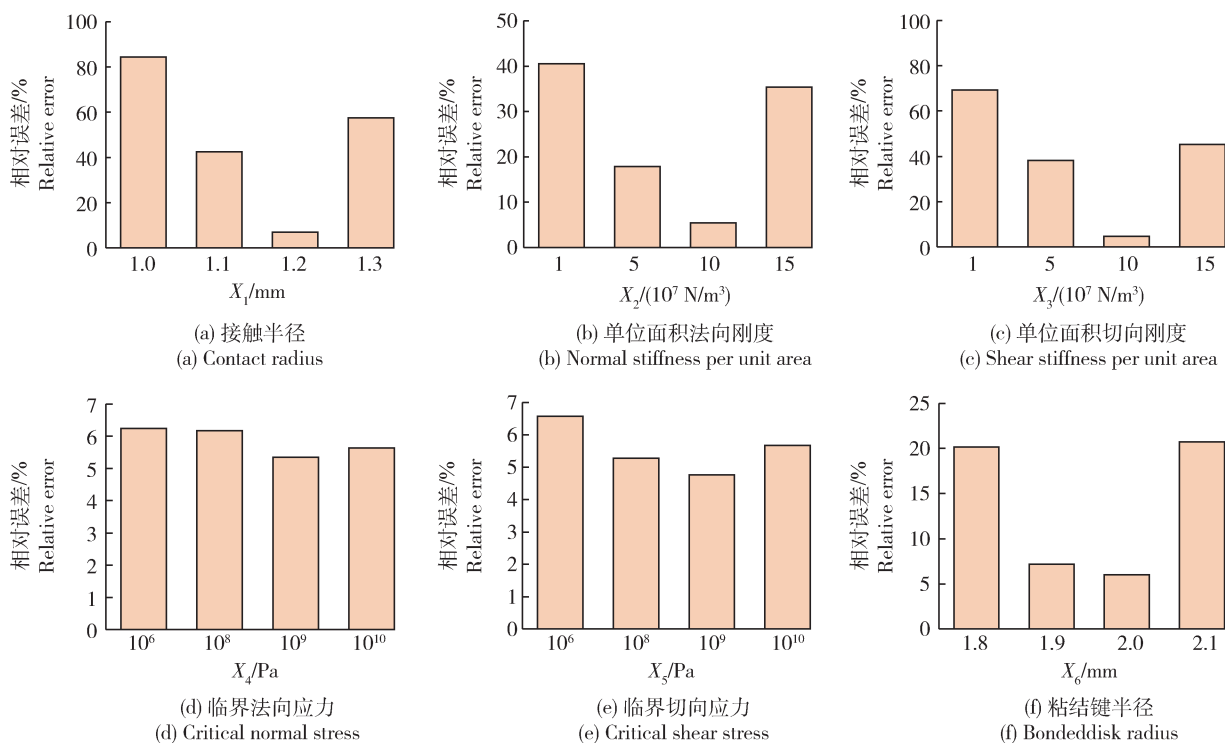 100
80
60
40
20
0
相对误差/%
Relative error
1.0 1.1 1.2 1.3
X₁/mm
(a) 接触半径
(a) Contact radius
50
40
30
20
10
0
相对误差/%
Relative error
1 5 10 15
X₂/(10⁷ N/m³)
(b) 单位面积法向刚度
(b) Normal stiffness per unit area
100
80
60
40
20
0
相对误差/%
Relative error
1 5 10 15
X₃/(10⁷ N/m³)
(c) 单位面积切向刚度
(c) Shear stiffness per unit area
7
6
5
4
3
2
1
0
相对误差/%
Relative error
10⁶ 10⁸ 10⁹ 10¹⁰
X₄/Pa
(d) 临界法向应力
(d) Critical normal stress
7
6
5
4
3
2
1
0
相对误差/%
Relative error
10⁶ 10⁸ 10⁹ 10¹⁰
X₅/Pa
(e) 临界切向应力
(e) Critical shear stress
25
20
15
10
5
0
相对误差/%
Relative error
1.8 1.9 2.0 2.1
X₆/mm
(f) 粘结键半径
(f) Bondeddisk radius